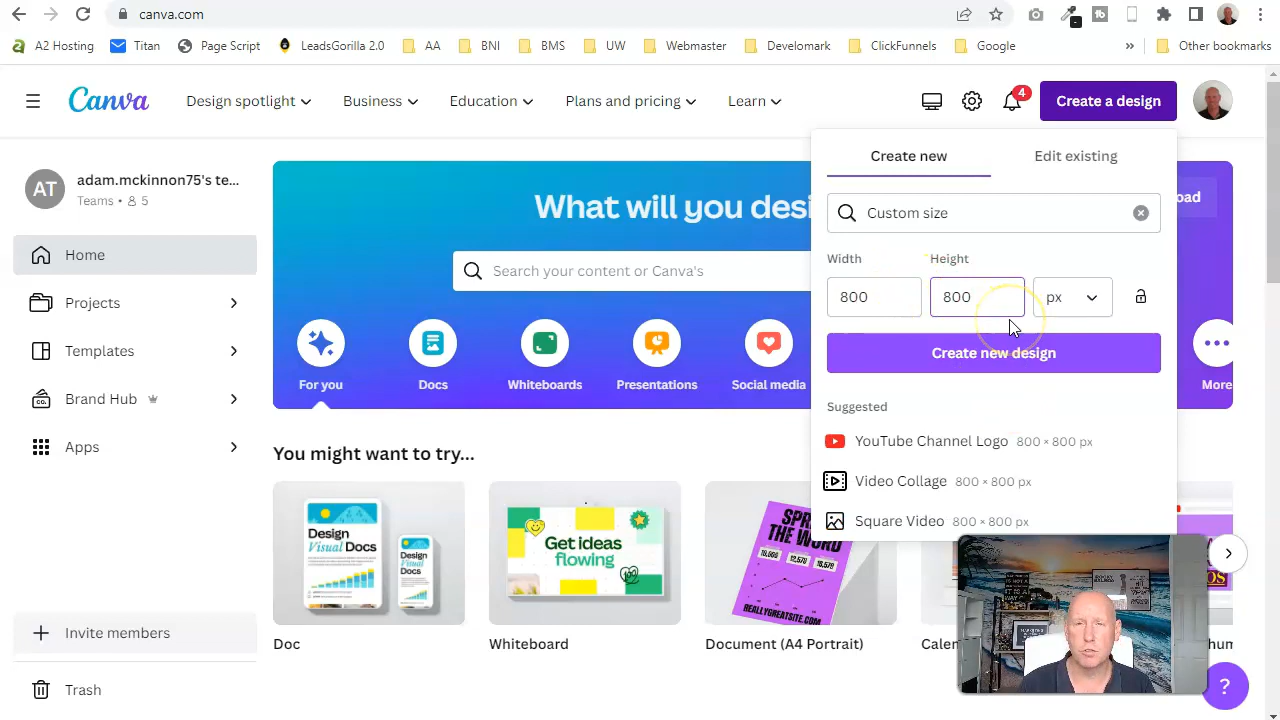 canva.com
A2 Hosting
Titan
Page Script
LeadsGorilla 2.0
AA
BNI
BMS
UW
Webmaster
Develomark
ClickFunnels
Google
»
Other bookmarks
Canva
Design spotlight
Business
Education
Plans and pricing
Learn
4
Create a design
AT
adam.mckinnon75's te...
Teams • 5
Home
Projects
Templates
Brand Hub
Apps
Invite members
Trash
What will you desi
Search your content or Canva's
For you
Docs
Whiteboards
Presentations
Social media
More
Create new
Edit existing
Custom size
Width
Height
800
800
px
Create new design
Suggested
YouTube Channel Logo 800 × 800 px
Video Collage 800 × 800 px
Square Video 800 × 800 px
You might want to try...
Design
Visual Docs
Design
Visual Docs
Get ideas
flowing
THE WORD
REALLYGREATSITE.COM
Doc
Whiteboard
Document (A4 Portrait)
?